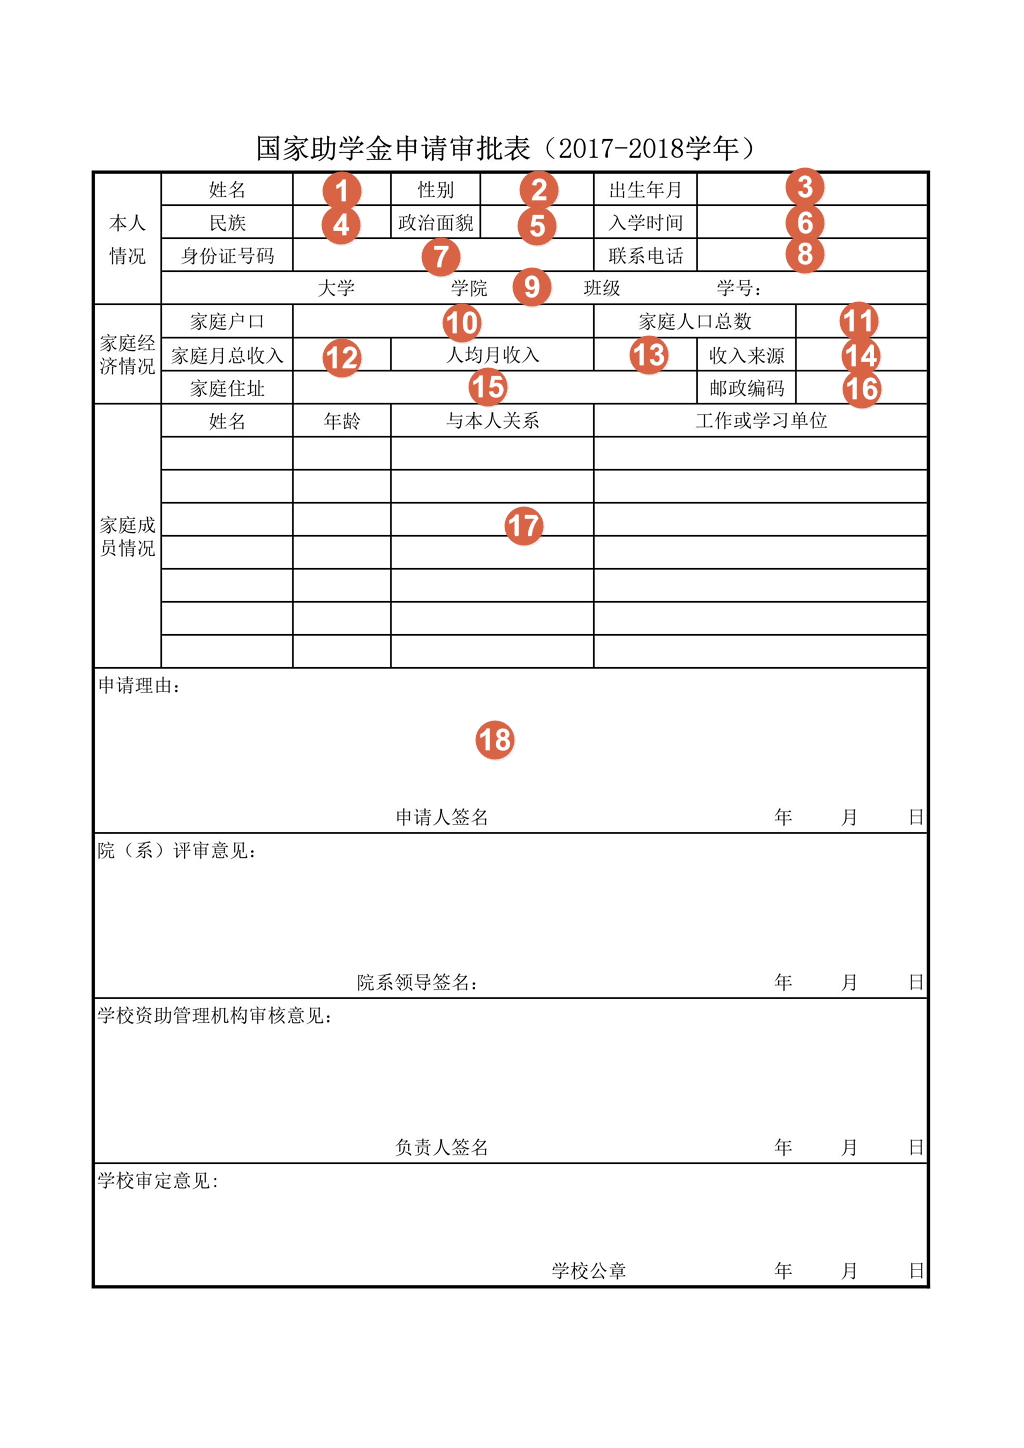 国家助学金申请审批表（2017-2018学年）
本人情况
姓名 1 性别 2 出生年月 3
民族 4 政治面貌 5 入学时间 6
身份证号码 7 联系电话 8
大学 学院 9 班级 学号：
家庭经济情况
家庭户口 10 家庭人口总数 11
家庭月总收入 12 人均月收入 13 收入来源 14
家庭住址 15 邮政编码 16
家庭成员情况
姓名 年龄 与本人关系 工作或学习单位
17
申请理由：
18
申请人签名 年 月 日
院（系）评审意见：
院系领导签名： 年 月 日
学校资助管理机构审核意见：
负责人签名 年 月 日
学校审定意见：
学校公章 年 月 日